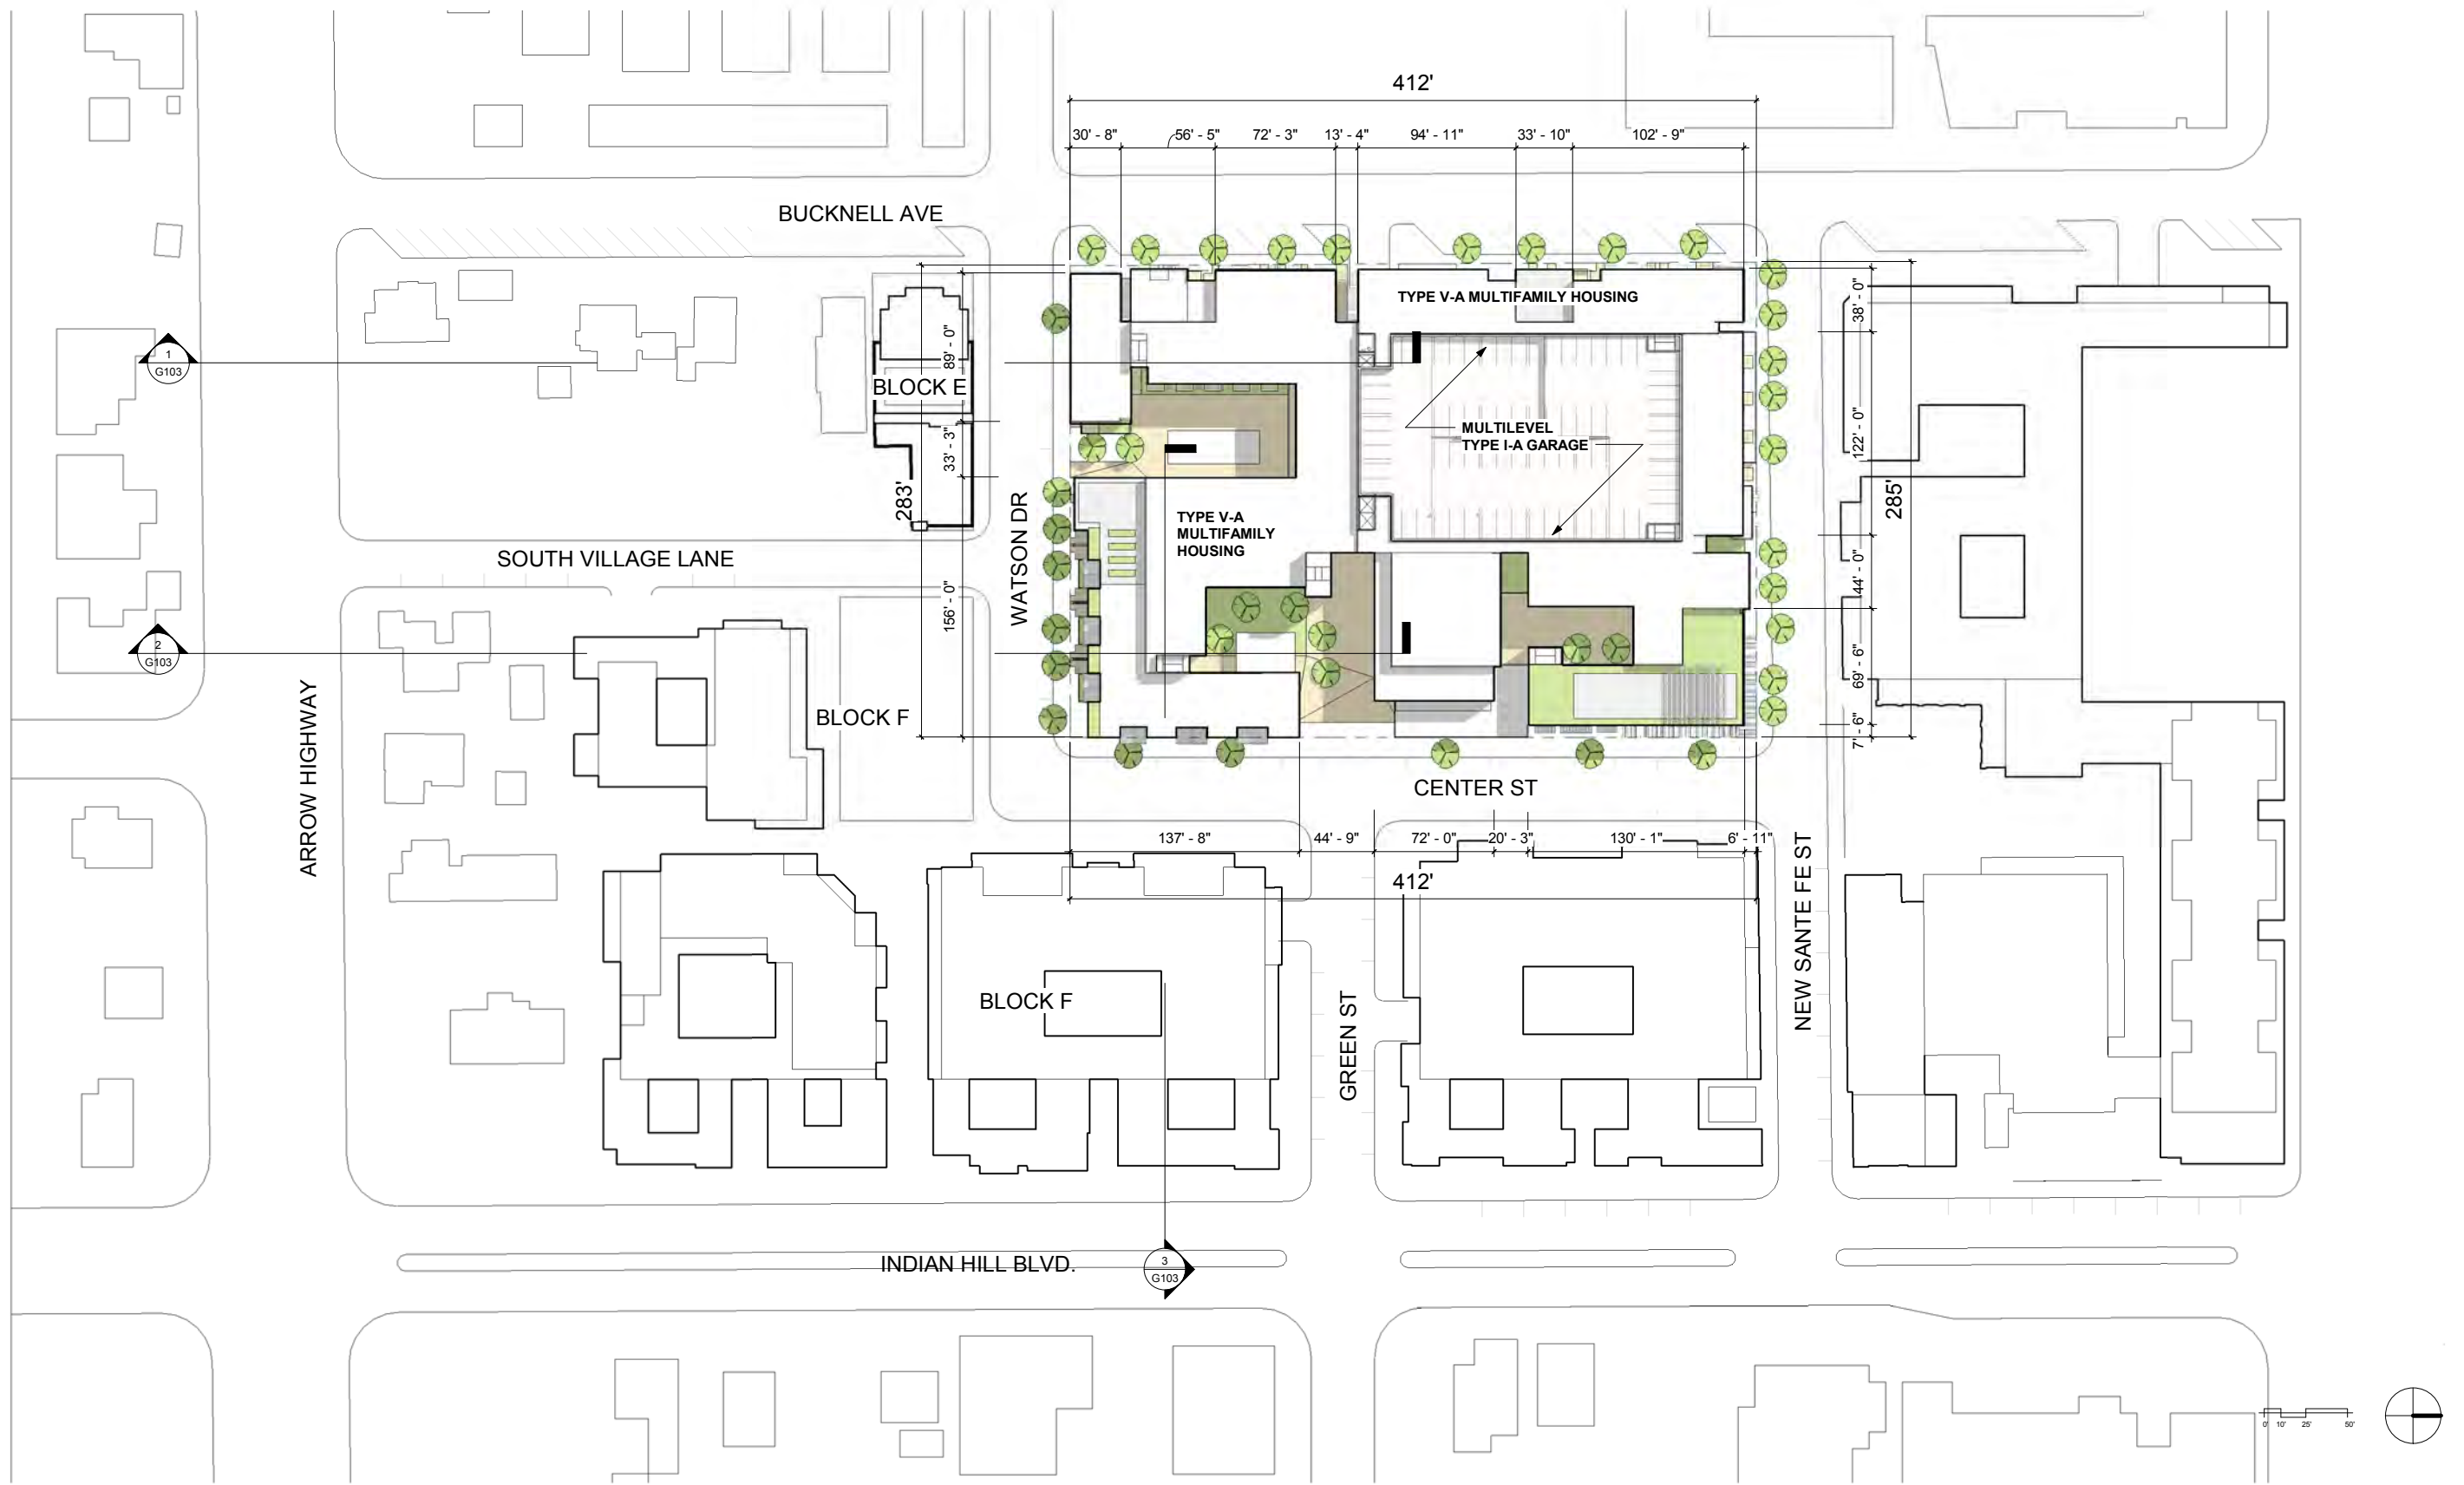 412'
30' - 8"
56' - 5"
72' - 3"
13' - 4"
94' - 11"
33' - 10"
102' - 9"
BUCKNELL AVE
TYPE V-A MULTIFAMILY HOUSING
38' - 0"
1
G103
89' - 0"
BLOCK E
MULTILEVEL
TYPE I-A GARAGE
122' - 0"
33' - 3"
283'
285'
WATSON DR
TYPE V-A
MULTIFAMILY
HOUSING
SOUTH VILLAGE LANE
156' - 0"
44' - 0"
2
G103
69' - 6"
ARROW HIGHWAY
BLOCK F
7' - 6"
CENTER ST
137' - 8"
44' - 9"
72' - 0"
20' - 3"
130' - 1"
6' - 11"
412'
NEW SANTE FE ST
BLOCK F
GREEN ST
INDIAN HILL BLVD.
3
G103
0'
10'
25'
50'